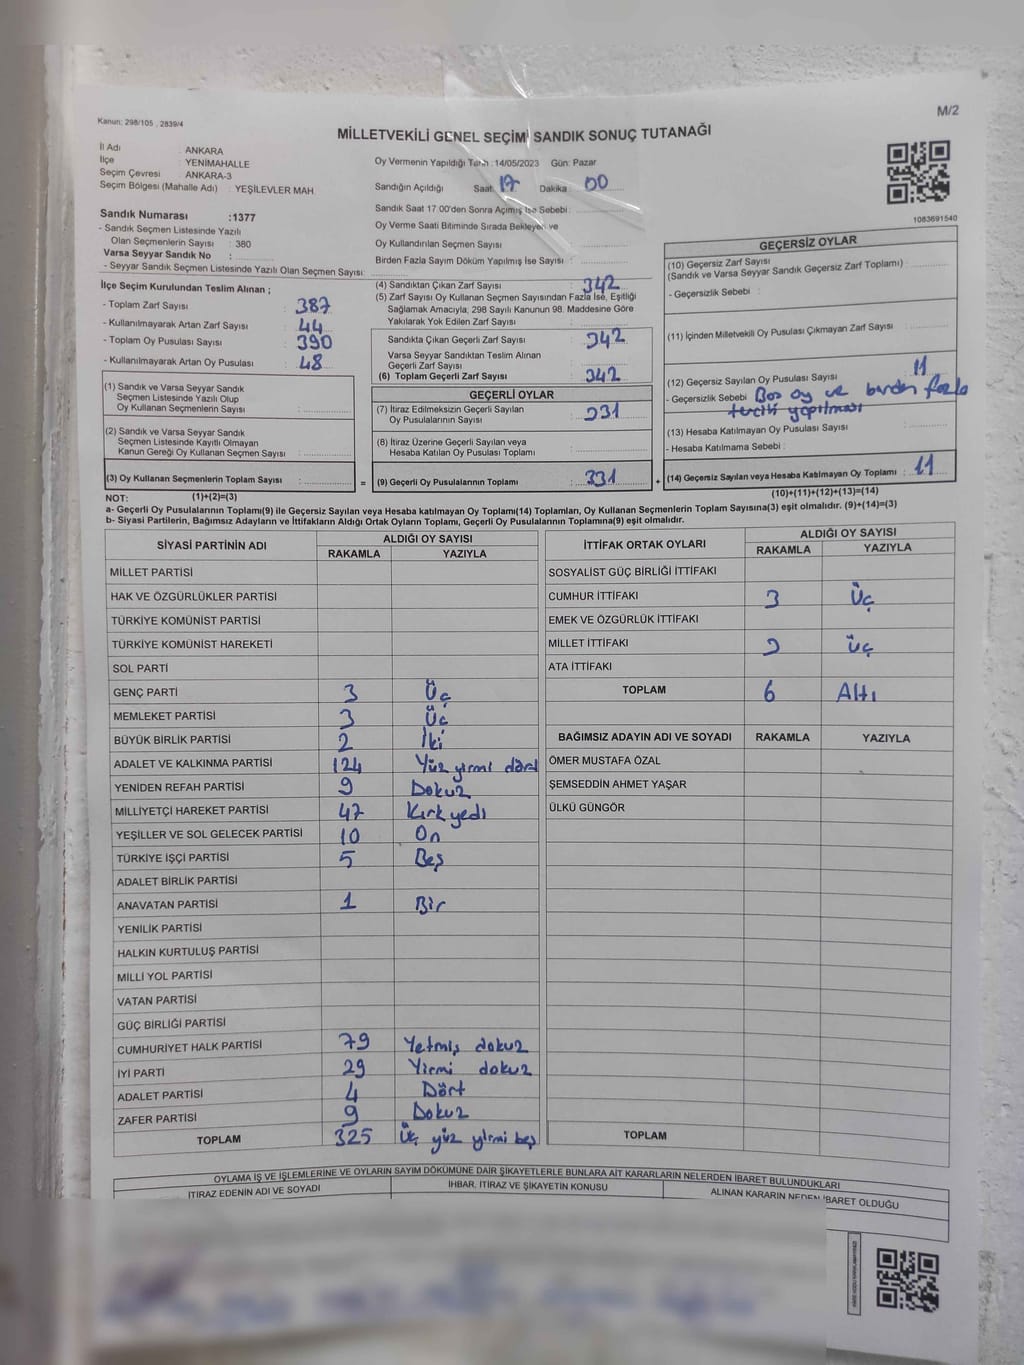 M/2
Kanun: 298/105 , 2839/4
MİLLETVEKİLİ GENEL SEÇİMİ SANDIK SONUÇ TUTANAĞI
İl Adı : ANKARA
İlçe : YENİMAHALLE
Seçim Çevresi : ANKARA-3
Seçim Bölgesi (Mahalle Adı) : YEŞİLEVLER MAH.
Oy Vermenin Yapıldığı Tarih :14/05/2023 Gün: Pazar
Sandığın Açıldığı Saat 17 Dakika : 00
Sandık Saat 17.00'den Sonra Açılmış İse Sebebi :
Oy Verme Saati Bitiminde Sırada Bekleyen ve
Oy Kullandırılan Seçmen Sayısı
Birden Fazla Sayım Döküm Yapılmış İse Sayısı :
1083691540
Sandık Numarası :1377
- Sandık Seçmen Listesinde Yazılı
Olan Seçmenlerin Sayısı : 380
Varsa Seyyar Sandık No :
- Seyyar Sandık Seçmen Listesinde Yazılı Olan Seçmen Sayısı:
İlçe Seçim Kurulundan Teslim Alınan ;
- Toplam Zarf Sayısı : 387
- Kullanılmayarak Artan Zarf Sayısı : 44
- Toplam Oy Pusulası Sayısı : 390
- Kullanılmayarak Artan Oy Pusulası : 48
(1) Sandık ve Varsa Seyyar Sandık
Seçmen Listesinde Yazılı Olup
Oy Kullanan Seçmenlerin Sayısı :
(2) Sandık ve Varsa Seyyar Sandık
Seçmen Listesinde Kayıtlı Olmayan
Kanun Gereği Oy Kullanan Seçmen Sayısı :
(3) Oy Kullanan Seçmenlerin Toplam Sayısı :
(4) Sandıktan Çıkan Zarf Sayısı : 342
(5) Zarf Sayısı Oy Kullanan Seçmen Sayısından Fazla İse, Eşitliği
Sağlamak Amacıyla, 298 Sayılı Kanunun 98. Maddesine Göre
Yakılarak Yok Edilen Zarf Sayısı :
Sandıkta Çıkan Geçerli Zarf Sayısı : 342
Varsa Seyyar Sandıktan Teslim Alınan
Geçerli Zarf Sayısı :
(6) Toplam Geçerli Zarf Sayısı : 342
GEÇERLİ OYLAR
(7) İtiraz Edilmeksizin Geçerli Sayılan
Oy Pusulalarının Sayısı : 331
(8) İtiraz Üzerine Geçerli Sayılan veya
Hesaba Katılan Oy Pusulası Toplamı :
= (9) Geçerli Oy Pusulalarının Toplamı : 331 +
GEÇERSİZ OYLAR
(10) Geçersiz Zarf Sayısı
(Sandık ve Varsa Seyyar Sandık Geçersiz Zarf Toplamı) :
- Geçersizlik Sebebi :
(11) İçinden Milletvekili Oy Pusulası Çıkmayan Zarf Sayısı :
(12) Geçersiz Sayılan Oy Pusulası Sayısı : 11
- Geçersizlik Sebebi : Boş oy ve birden fazla
tercih yapılması
(13) Hesaba Katılmayan Oy Pusulası Sayısı :
- Hesaba Katılmama Sebebi :
(14) Geçersiz Sayılan veya Hesaba Katılmayan Oy Toplamı : 11
NOT: (1)+(2)=(3)
(10)+(11)+(12)+(13)=(14)
a- Geçerli Oy Pusulalarının Toplamı(9) ile Geçersiz Sayılan veya Hesaba katılmayan Oy Toplamı(14) Toplamları, Oy Kullanan Seçmenlerin Toplam Sayısına(3) eşit olmalıdır. (9)+(14)=(3)
b- Siyasi Partilerin, Bağımsız Adayların ve İttifakların Aldığı Ortak Oyların Toplamı, Geçerli Oy Pusulalarının Toplamına(9) eşit olmalıdır.
SİYASİ PARTİNİN ADI ALDIĞI OY SAYISI
RAKAMLA YAZIYLA
MİLLET PARTİSİ
HAK VE ÖZGÜRLÜKLER PARTİSİ
TÜRKİYE KOMÜNİST PARTİSİ
TÜRKİYE KOMÜNİST HAREKETİ
SOL PARTİ
GENÇ PARTİ 3 Üç
MEMLEKET PARTİSİ 3 Üç
BÜYÜK BİRLİK PARTİSİ 2 İki
ADALET VE KALKINMA PARTİSİ 124 Yüz yirmi dört
YENİDEN REFAH PARTİSİ 9 Dokuz
MİLLİYETÇİ HAREKET PARTİSİ 47 Kırk yedi
YEŞİLLER VE SOL GELECEK PARTİSİ 10 On
TÜRKİYE İŞÇİ PARTİSİ 5 Beş
ADALET BİRLİK PARTİSİ
ANAVATAN PARTİSİ 1 Bir
YENİLİK PARTİSİ
HALKIN KURTULUŞ PARTİSİ
MİLLİ YOL PARTİSİ
VATAN PARTİSİ
GÜÇ BİRLİĞİ PARTİSİ
CUMHURİYET HALK PARTİSİ 79 Yetmiş dokuz
İYİ PARTİ 29 Yirmi dokuz
ADALET PARTİSİ 4 Dört
ZAFER PARTİSİ 9 Dokuz
TOPLAM 325 Üç yüz yirmi beş
İTTİFAK ORTAK OYLARI ALDIĞI OY SAYISI
RAKAMLA YAZIYLA
SOSYALİST GÜÇ BİRLİĞİ İTTİFAKI
CUMHUR İTTİFAKI 3 Üç
EMEK VE ÖZGÜRLÜK İTTİFAKI
MİLLET İTTİFAKI 3 Üç
ATA İTTİFAKI
TOPLAM 6 Altı
BAĞIMSIZ ADAYIN ADI VE SOYADI RAKAMLA YAZIYLA
ÖMER MUSTAFA ÖZAL
ŞEMSEDDİN AHMET YAŞAR
ÜLKÜ GÜNGÖR
TOPLAM
OYLAMA İŞ VE İŞLEMLERİNE VE OYLARIN SAYIM DÖKÜMÜNE DAİR ŞİKAYETLERLE BUNLARA AİT KARARLARIN NELERDEN İBARET BULUNDUKLARI
İTİRAZ EDENİN ADI VE SOYADI İHBAR, İTİRAZ VE ŞİKAYETİN KONUSU ALINAN KARARIN NEDEN İBARET OLDUĞU